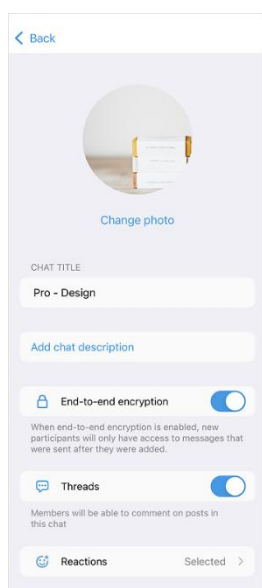 Back
Change photo
CHAT TITLE
Pro - Design
Add chat description
End-to-end encryption
When end-to-end encryption is enabled, new
participants will only have access to messages that
were sent after they were added.
Threads
Members will be able to comment on posts in
this chat
Reactions Selected